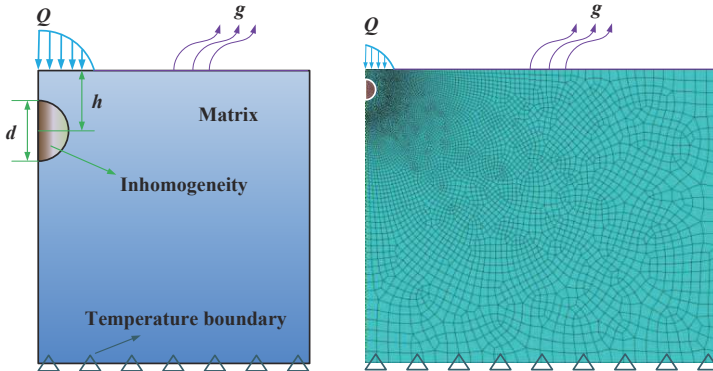 Q
g
h
Matrix
d
Inhomogeneity
Temperature boundary
Q
g